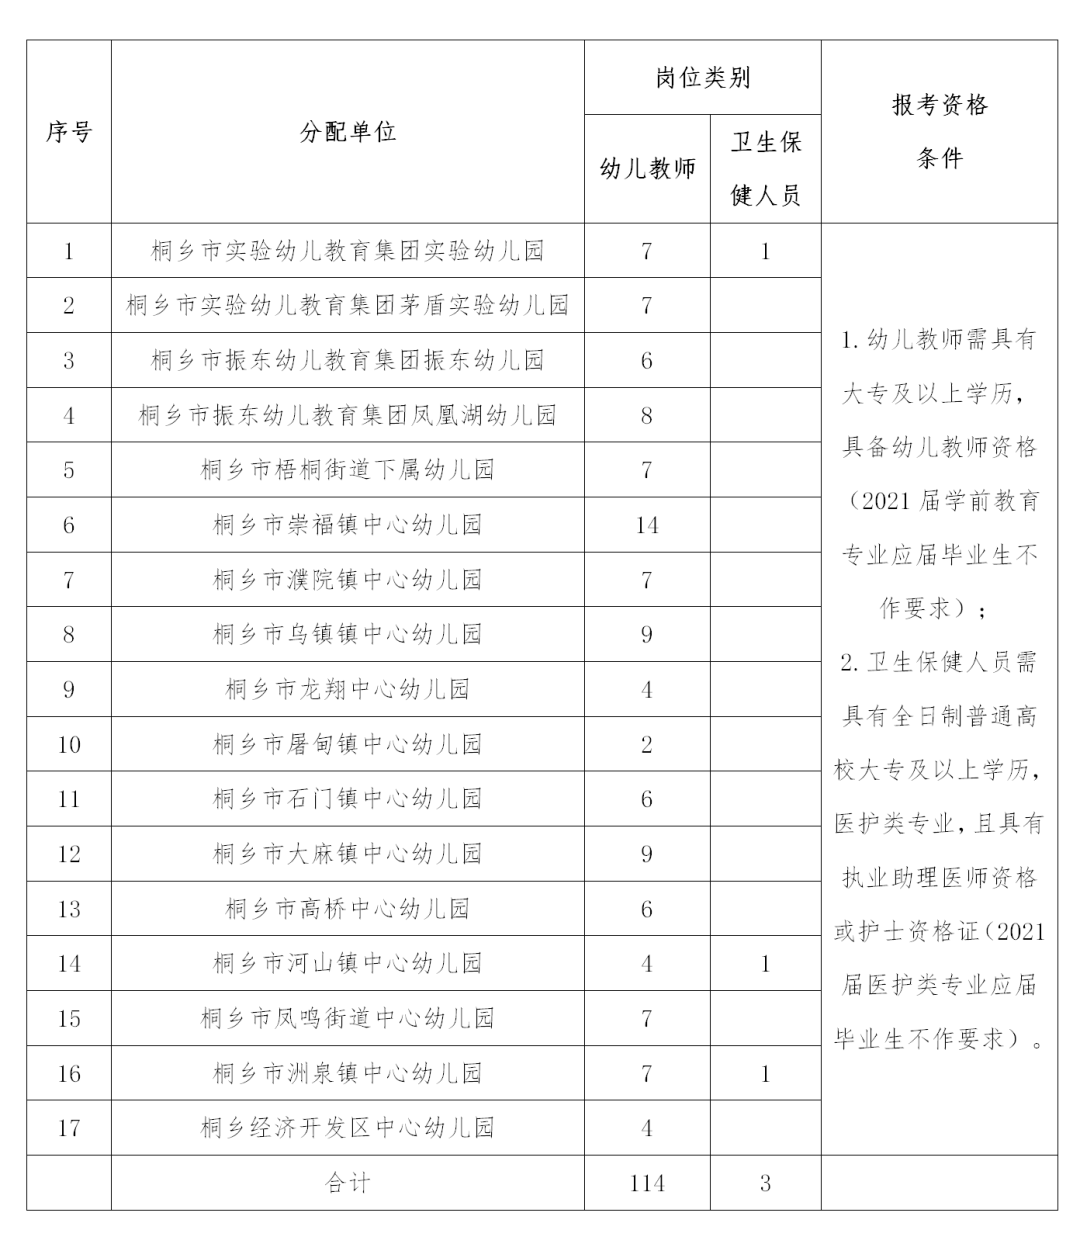 序号
分配单位
岗位类别
报考资格
条件
幼儿教师
卫生保
健人员
1 桐乡市实验幼儿教育集团实验幼儿园 7 1
2 桐乡市实验幼儿教育集团茅盾实验幼儿园 7
3 桐乡市振东幼儿教育集团振东幼儿园 6
4 桐乡市振东幼儿教育集团凤凰湖幼儿园 8
5 桐乡市梧桐街道下属幼儿园 7
6 桐乡市崇福镇中心幼儿园 14
7 桐乡市濮院镇中心幼儿园 7
8 桐乡市乌镇镇中心幼儿园 9
9 桐乡市龙翔中心幼儿园 4
10 桐乡市屠甸镇中心幼儿园 2
11 桐乡市石门镇中心幼儿园 6
12 桐乡市大麻镇中心幼儿园 9
13 桐乡市高桥中心幼儿园 6
14 桐乡市河山镇中心幼儿园 4 1
15 桐乡市凤鸣街道中心幼儿园 7
16 桐乡市洲泉镇中心幼儿园 7 1
17 桐乡经济开发区中心幼儿园 4
1.幼儿教师需具有
大专及以上学历，
具备幼儿教师资格
（2021届学前教育
专业应届毕业生不
作要求）；
2.卫生保健人员需
具有全日制普通高
校大专及以上学历，
医护类专业，且具有
执业助理医师资格
或护士资格证（2021
届医护类专业应届
毕业生不作要求）。
合计 114 3